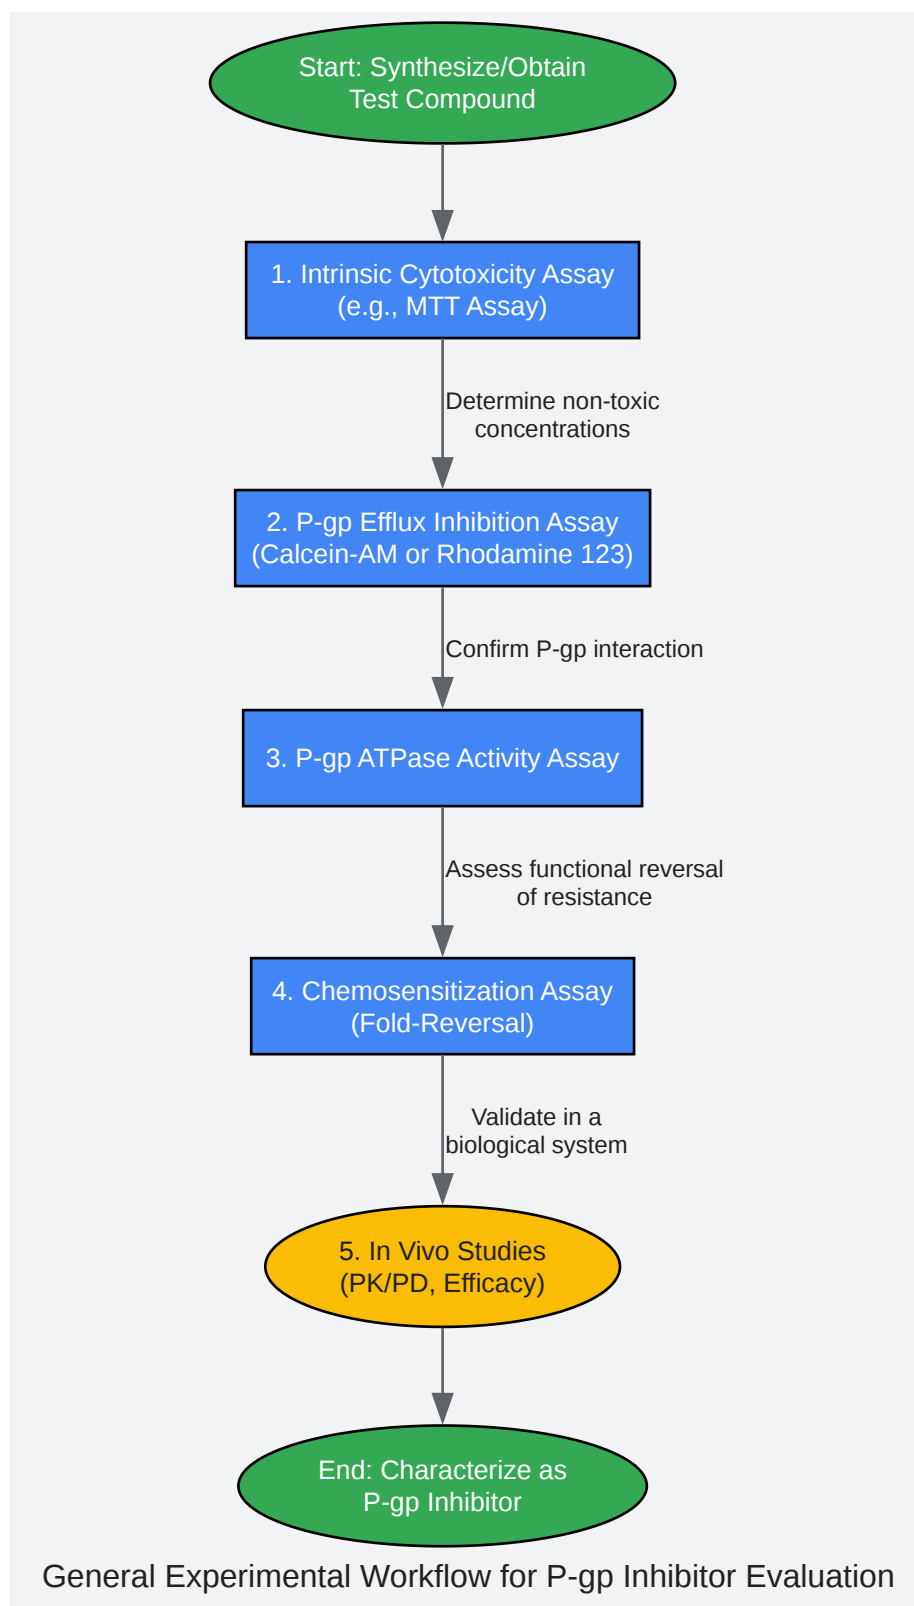 Start: Synthesize/Obtain
Test Compound
1. Intrinsic Cytotoxicity Assay
(e.g., MTT Assay)
Determine non-toxic
concentrations
2. P-gp Efflux Inhibition Assay
(Calcein-AM or Rhodamine 123)
Confirm P-gp interaction
3. P-gp ATPase Activity Assay
Assess functional reversal
of resistance
4. Chemosensitization Assay
(Fold-Reversal)
Validate in a
biological system
5. In Vivo Studies
(PK/PD, Efficacy)
End: Characterize as
P-gp Inhibitor
General Experimental Workflow for P-gp Inhibitor Evaluation